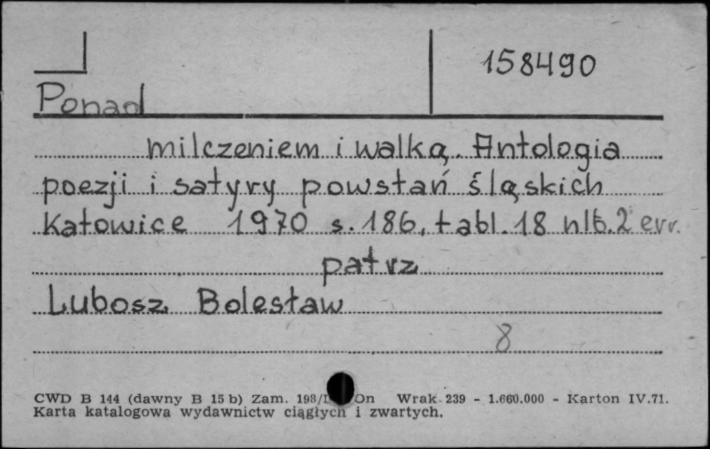 158490
Ponad
milczeniem i walką. Antologia
poezji i satyry powstań śląskich
Katowice 1970 s. 186, tabl. 18 nlb. 2 err.
patrz
Lubosz Bolesław
8
CWD B 144 (dawny B 15 b) Zam. 198/ On Wrak 239 - 1.660.000 - Karton IV.71.
Karta katalogowa wydawnictw ciągłych i zwartych.